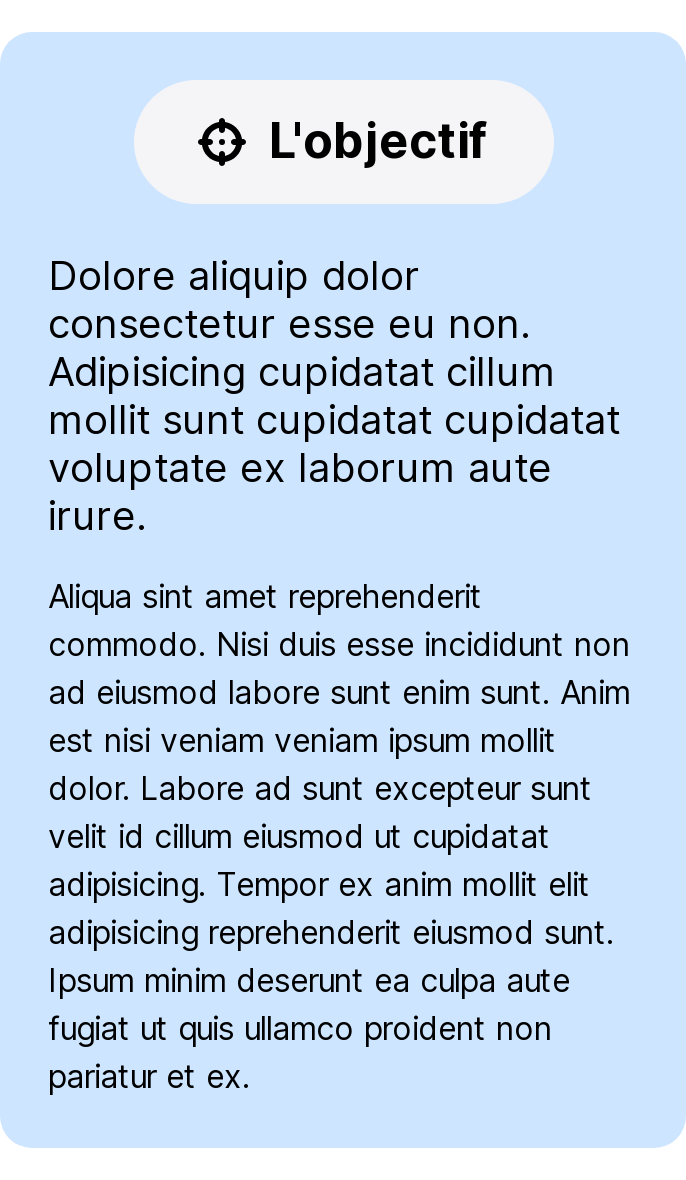 L'objectif
Dolore aliquip dolor
consectetur esse eu non.
Adipisicing cupidatat cillum
mollit sunt cupidatat cupidatat
voluptate ex laborum aute
irure.
Aliqua sint amet reprehenderit
commodo. Nisi duis esse incididunt non
ad eiusmod labore sunt enim sunt. Anim
est nisi veniam veniam ipsum mollit
dolor. Labore ad sunt excepteur sunt
velit id cillum eiusmod ut cupidatat
adipisicing. Tempor ex anim mollit elit
adipisicing reprehenderit eiusmod sunt.
Ipsum minim deserunt ea culpa aute
fugiat ut quis ullamco proident non
pariatur et ex.